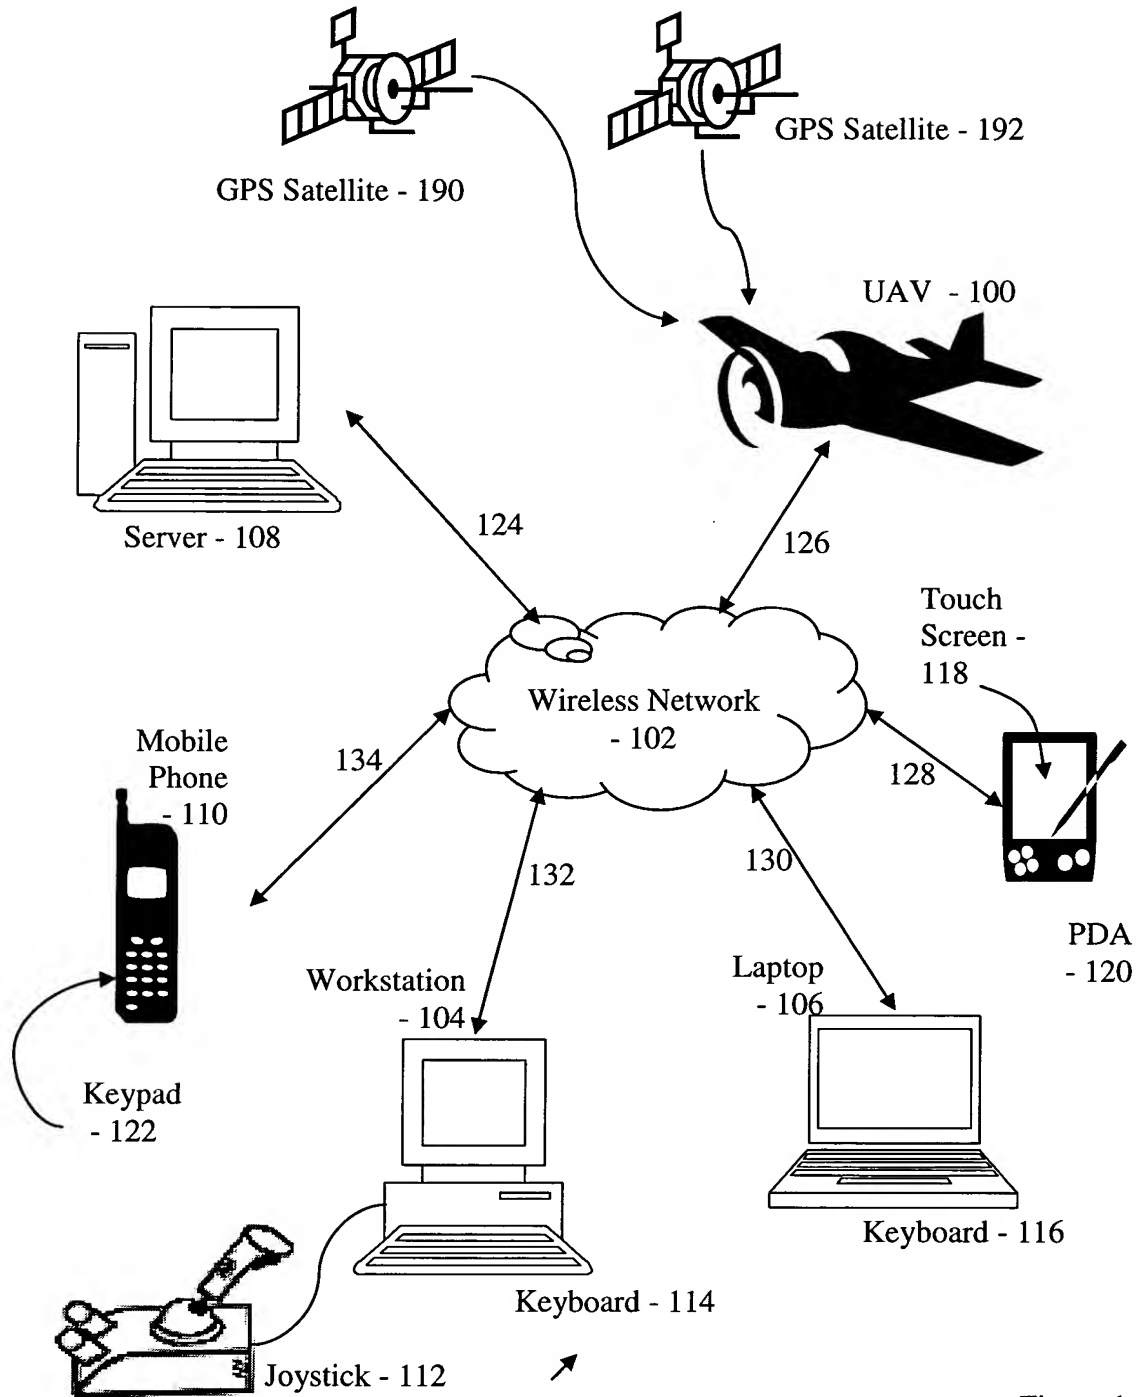 GPS Satellite - 192
GPS Satellite - 190
UAV - 100
Server - 108
124
126
Touch
Screen -
118
Wireless Network
- 102
Mobile
Phone
- 110
134
128
132
130
PDA
- 120
Workstation
- 104
Laptop
- 106
Keypad
- 122
Keyboard - 116
Keyboard - 114
Joystick - 112